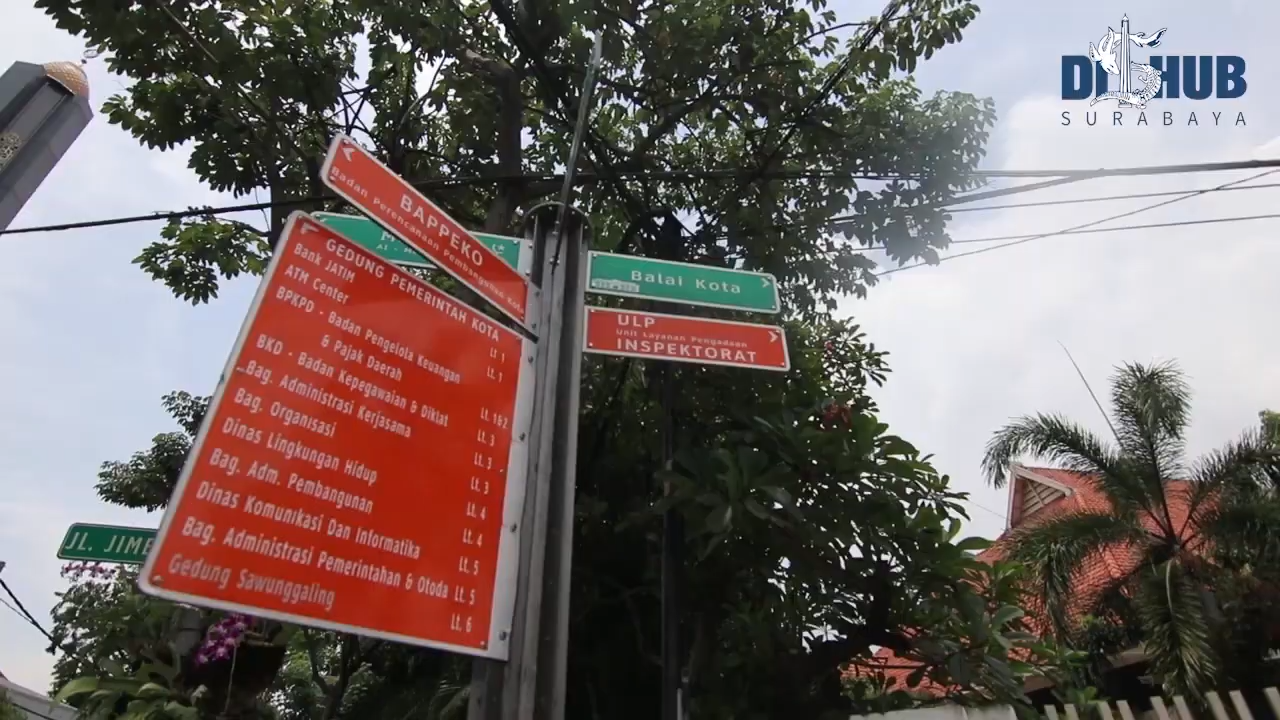 DISHUB
SURABAYA
BAPPEKO
Badan Perencanaan Pembangunan Kota
GEDUNG PEMERINTAH KOTA
Bank JATIM Lt 1
ATM Center Lt. 1
BPKPD - Badan Pengelola Keuangan
& Pajak Daerah Lt. 1&2
BKD - Badan Kepegawaian & Diklat Lt. 3
Bag. Administrasi Kerjasama Lt. 3
Bag. Organisasi Lt. 3
Dinas Lingkungan Hidup Lt. 4
Bag. Adm. Pembangunan Lt. 4
Dinas Komunikasi Dan Informatika Lt. 5
Bag. Administrasi Pemerintahan & Otoda Lt. 5
Gedung Sawunggaling Lt. 6
Balai Kota
ULP
Unit Layanan Pengadaan
INSPEKTORAT
JL. JIME